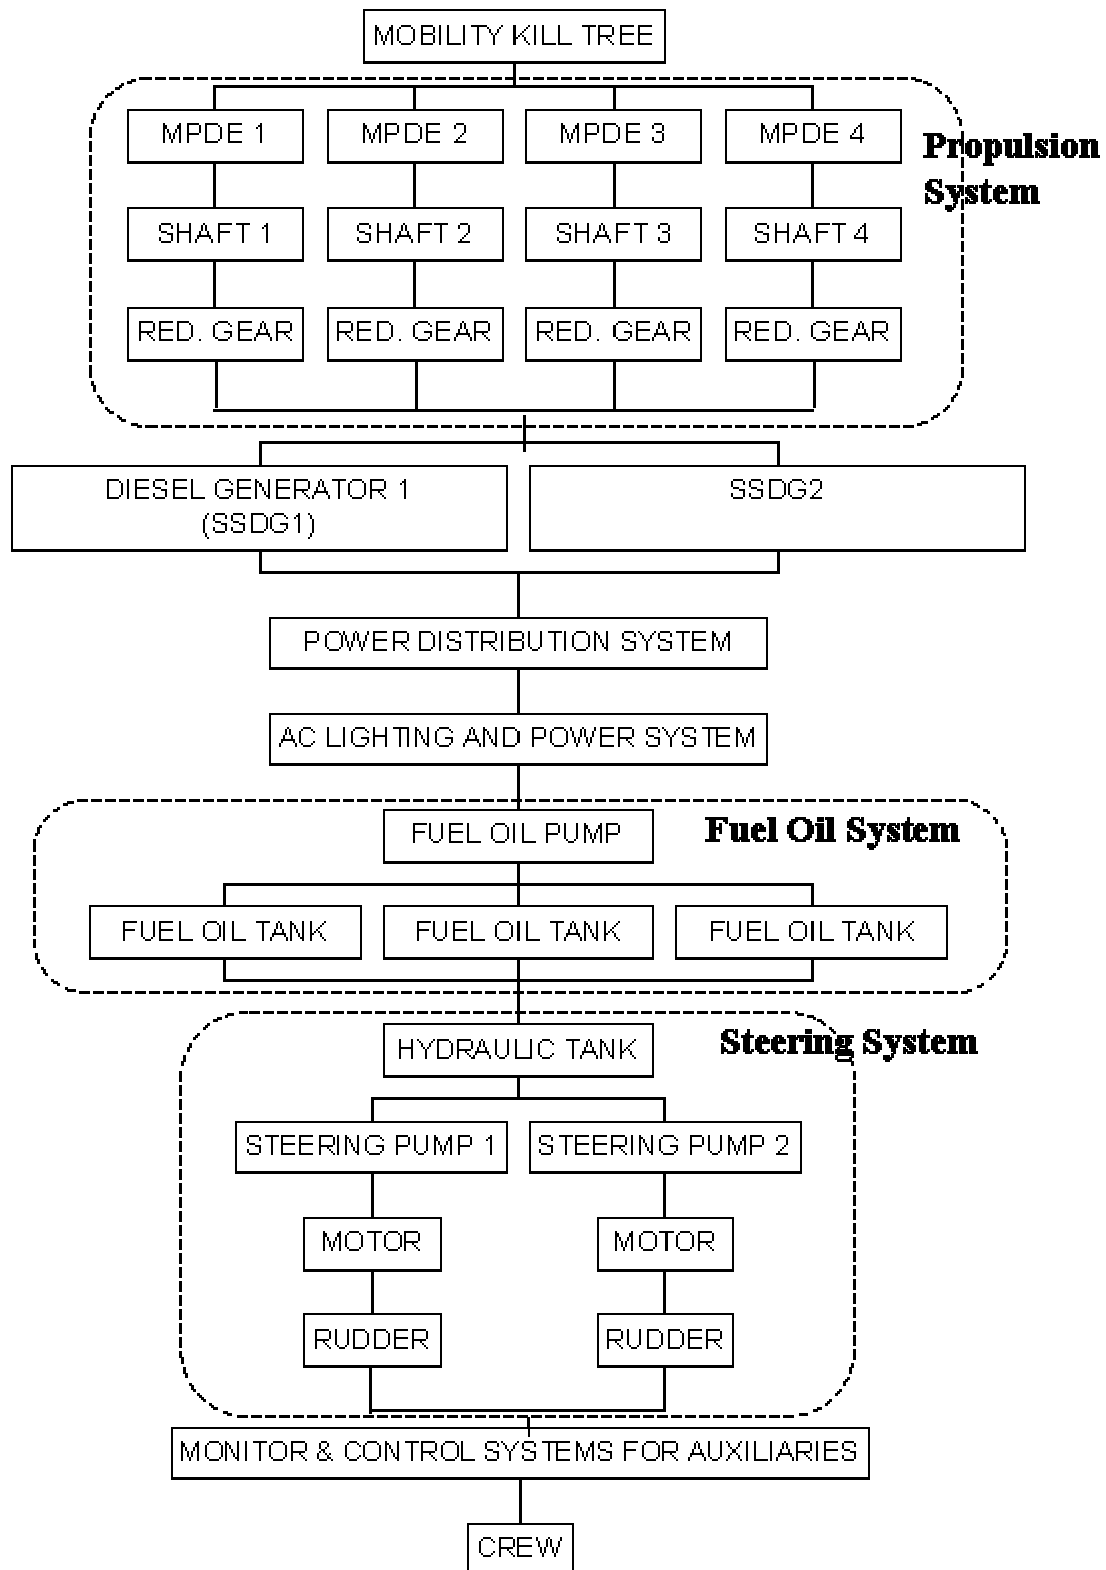 MOBILITY KILL TREE
MPDE 1
MPDE 2
MPDE 3
MPDE 4
Propulsion
System
SHAFT 1
SHAFT 2
SHAFT 3
SHAFT 4
RED. GEAR
RED. GEAR
RED. GEAR
RED. GEAR
DIESEL GENERATOR 1
(SSDG1)
SSDG2
POWER DISTRIBUTION SYSTEM
AC LIGHTING AND POWER SYSTEM
FUEL OIL PUMP
Fuel Oil System
FUEL OIL TANK
FUEL OIL TANK
FUEL OIL TANK
HYDRAULIC TANK
Steering System
STEERING PUMP 1
STEERING PUMP 2
MOTOR
MOTOR
RUDDER
RUDDER
MONITOR & CONTROL SYSTEMS FOR AUXILIARIES
CREW